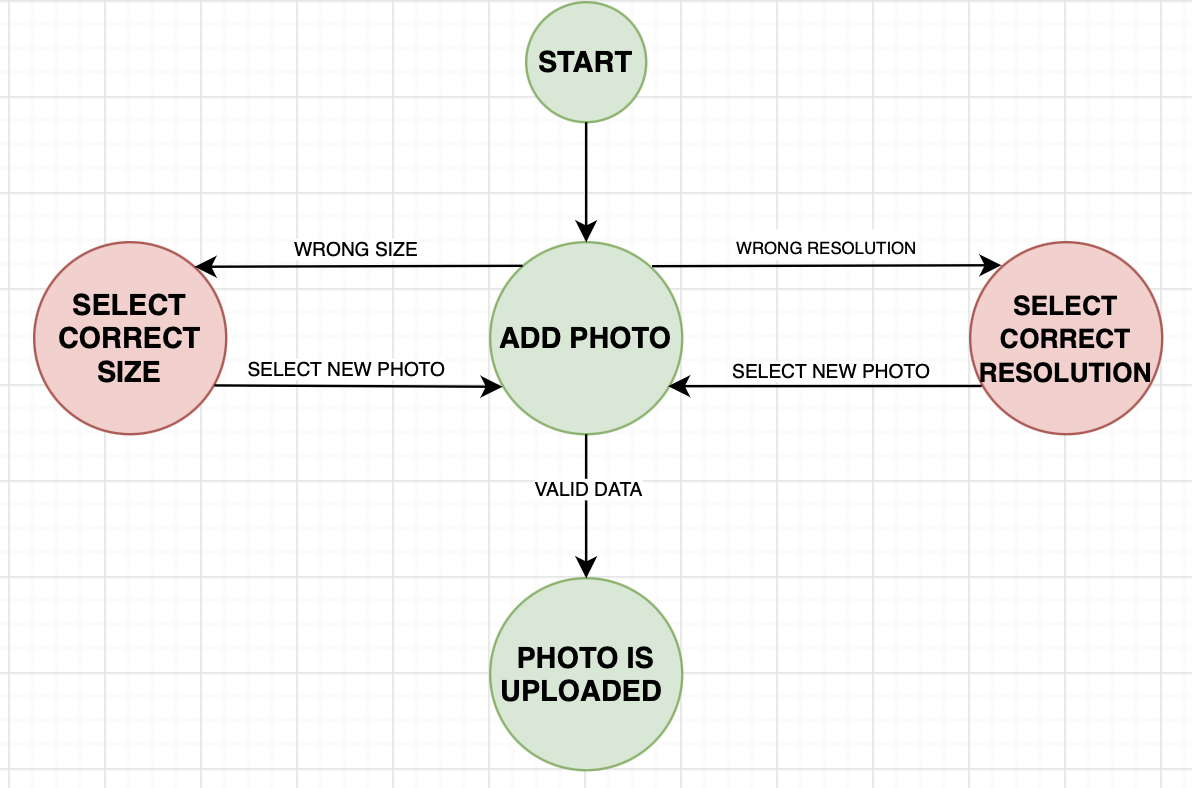 START
WRONG SIZE
WRONG RESOLUTION
SELECT
CORRECT
SIZE
ADD PHOTO
SELECT
CORRECT
RESOLUTION
SELECT NEW PHOTO
SELECT NEW PHOTO
VALID DATA
PHOTO IS
UPLOADED